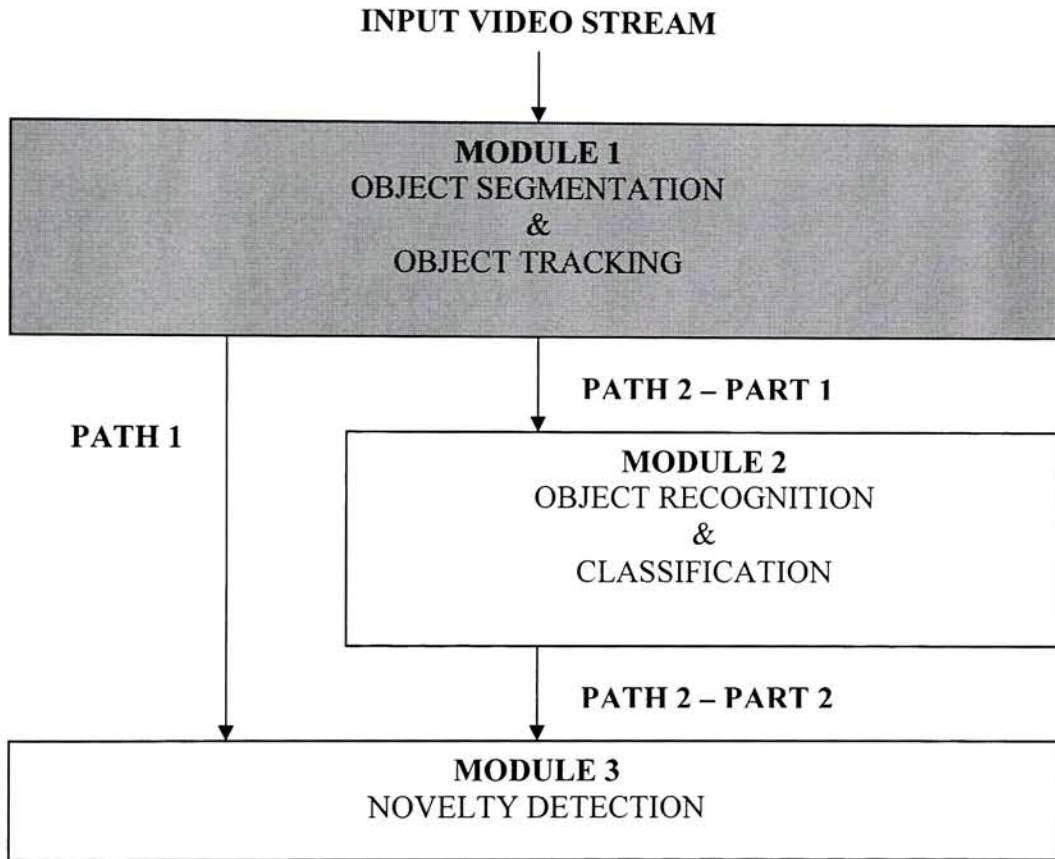 INPUT VIDEO STREAM
MODULE 1
OBJECT SEGMENTATION
&
OBJECT TRACKING
PATH 2 – PART 1
PATH 1
MODULE 2
OBJECT RECOGNITION
&
CLASSIFICATION
PATH 2 – PART 2
MODULE 3
NOVELTY DETECTION